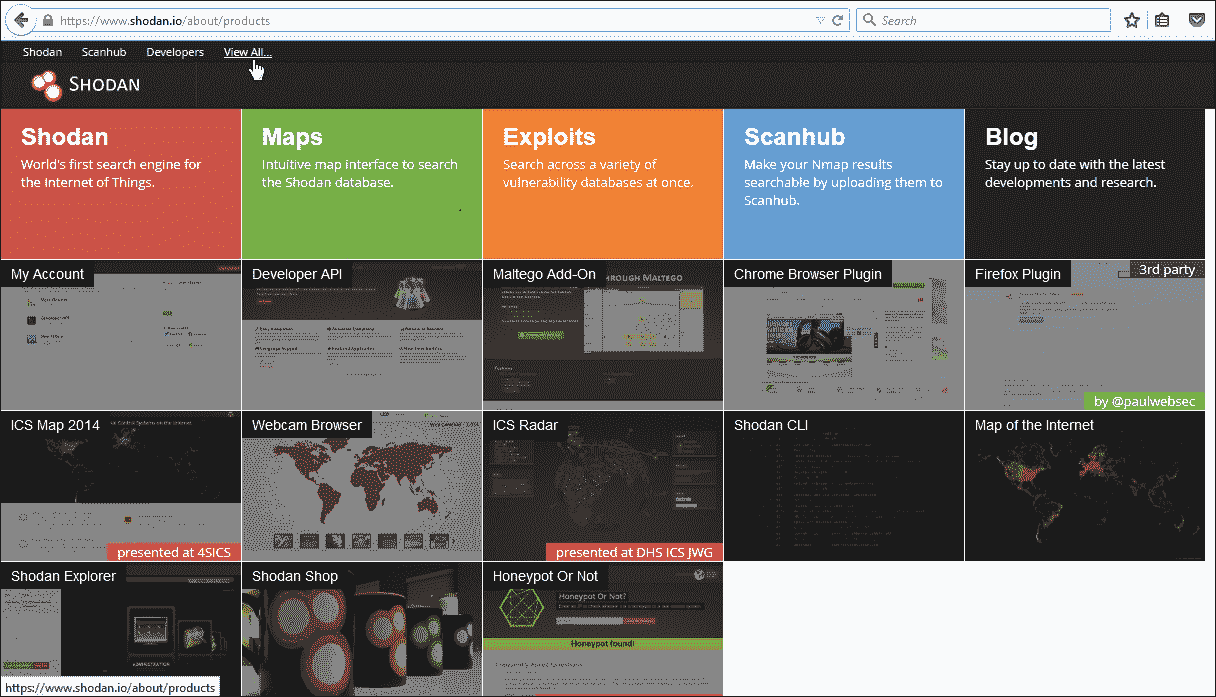 https://www.shodan.io/about/products
Search
Shodan Scanhub Developers View All...
SHODAN
Shodan
World's first search engine for
the Internet of Things.
Maps
Intuitive map interface to search
the Shodan database.
Exploits
Search across a variety of
vulnerability databases at once.
Scanhub
Make your Nmap results
searchable by uploading them to
Scanhub.
Blog
Stay up to date with the latest
developments and research.
My Account
Developer API
Maltego Add-On
THROUGH MALTEGO
Chrome Browser Plugin
Firefox Plugin
3rd party
by @paulwebsec
ICS Map 2014
presented at 4SICS
Webcam Browser
ICS Radar
presented at DHS ICS JWG
Shodan CLI
Map of the Internet
Shodan Explorer
ADMINISTRATION
Shodan Shop
Honeypot Or Not
Honeypot Or Not?
Honeypot found!
https://www.shodan.io/about/products